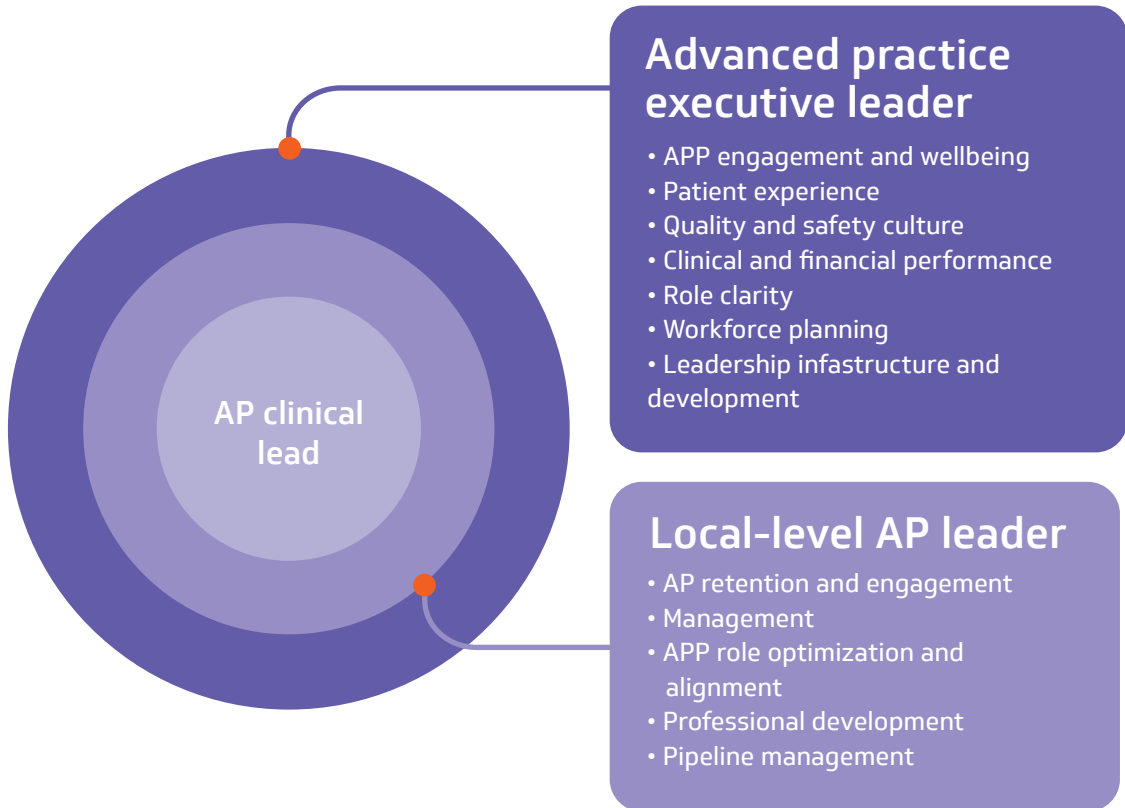 AP clinical
lead
Advanced practice
executive leader
• APP engagement and wellbeing
• Patient experience
• Quality and safety culture
• Clinical and financial performance
• Role clarity
• Workforce planning
• Leadership infastructure and
development
Local-level AP leader
• AP retention and engagement
• Management
• APP role optimization and
alignment
• Professional development
• Pipeline management